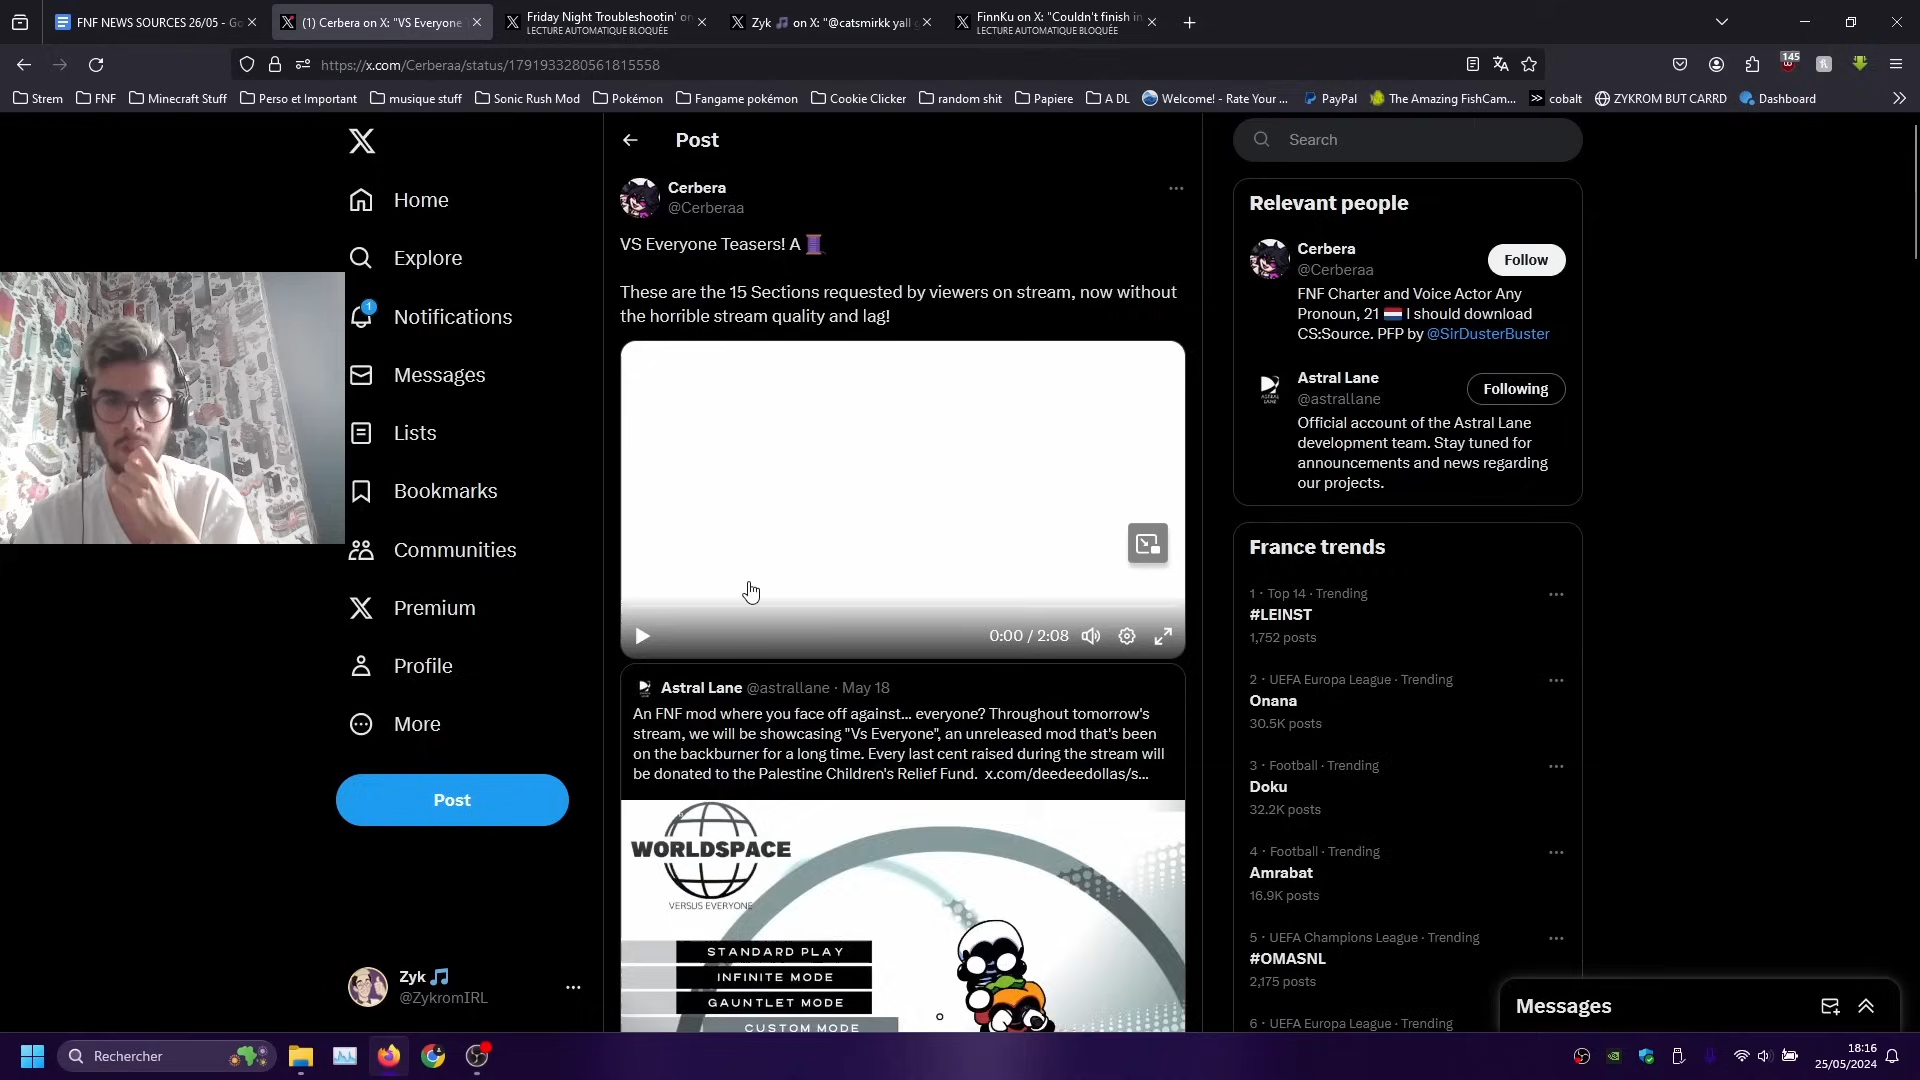 FNF NEWS SOURCES 26/05 - Go
(1) Cerbera on X: "VS Everyone
Friday Night Troubleshootin' on
LECTURE AUTOMATIQUE BLOQUÉE
Zyk 🎵 on X: "@catsmirkk yall g
FinnKu on X: "Couldn't finish in
LECTURE AUTOMATIQUE BLOQUÉE
https://x.com/Cerberaa/status/1791933280561815558
145
Strem
FNF
Minecraft Stuff
Perso et Important
musique stuff
Sonic Rush Mod
Pokémon
Fangame pokémon
Cookie Clicker
random shit
Papiere
A DL
Welcome! - Rate Your ...
PayPal
The Amazing FishCam...
cobalt
ZYKROM BUT CARRD
Dashboard
Home
Explore
1
Notifications
Messages
Lists
Bookmarks
Communities
Premium
Profile
More
Post
Zyk 🎵
@ZykromIRL
Post
Cerbera
@Cerberaa
VS Everyone Teasers! A 🧵
These are the 15 Sections requested by viewers on stream, now without
the horrible stream quality and lag!
0:00 / 2:08
Astral Lane @astrallane · May 18
An FNF mod where you face off against... everyone? Throughout tomorrow's
stream, we will be showcasing "Vs Everyone", an unreleased mod that's been
on the backburner for a long time. Every last cent raised during the stream will
be donated to the Palestine Children's Relief Fund. x.com/deedeedollas/s...
WORLDSPACE
VERSUS EVERYONE
STANDARD PLAY
INFINITE MODE
GAUNTLET MODE
CUSTOM MODE
Search
Relevant people
Cerbera
@Cerberaa
Follow
FNF Charter and Voice Actor Any
Pronoun, 21 🇳🇱 I should download
CS:Source. PFP by @SirDusterBuster
Astral Lane
@astrallane
Following
Official account of the Astral Lane
development team. Stay tuned for
announcements and news regarding
our projects.
France trends
1 · Top 14 · Trending
#LEINST
1,752 posts
2 · UEFA Europa League · Trending
Onana
30.5K posts
3 · Football · Trending
Doku
32.2K posts
4 · Football · Trending
Amrabat
16.9K posts
5 · UEFA Champions League · Trending
#OMASNL
2,175 posts
6 · UEFA Europa League · Trending
Messages
Rechercher
18:16
25/05/2024